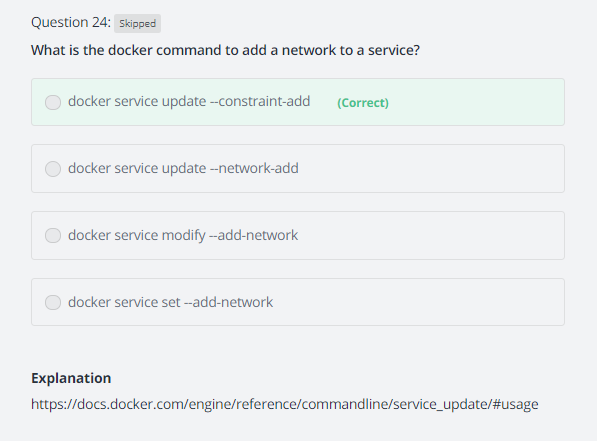 Question 24: Skipped
What is the docker command to add a network to a service?
docker service update --constraint-add (Correct)
docker service update --network-add
docker service modify --add-network
docker service set --add-network
Explanation
https://docs.docker.com/engine/reference/commandline/service_update/#usage